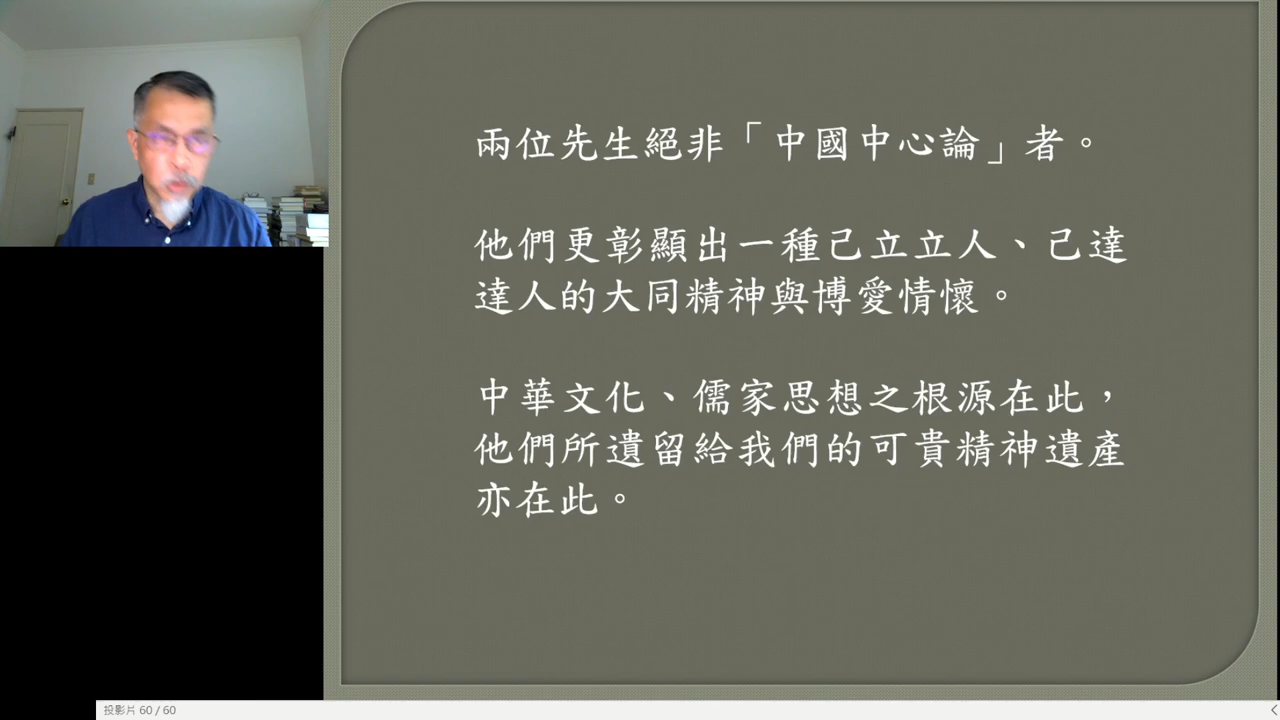 兩位先生絕非「中國中心論」者。
他們更彰顯出一種己立立人、己達
達人的大同精神與博愛情懷。
中華文化、儒家思想之根源在此，
他們所遺留給我們的可貴精神遺產
亦在此。
投影片 60 / 60